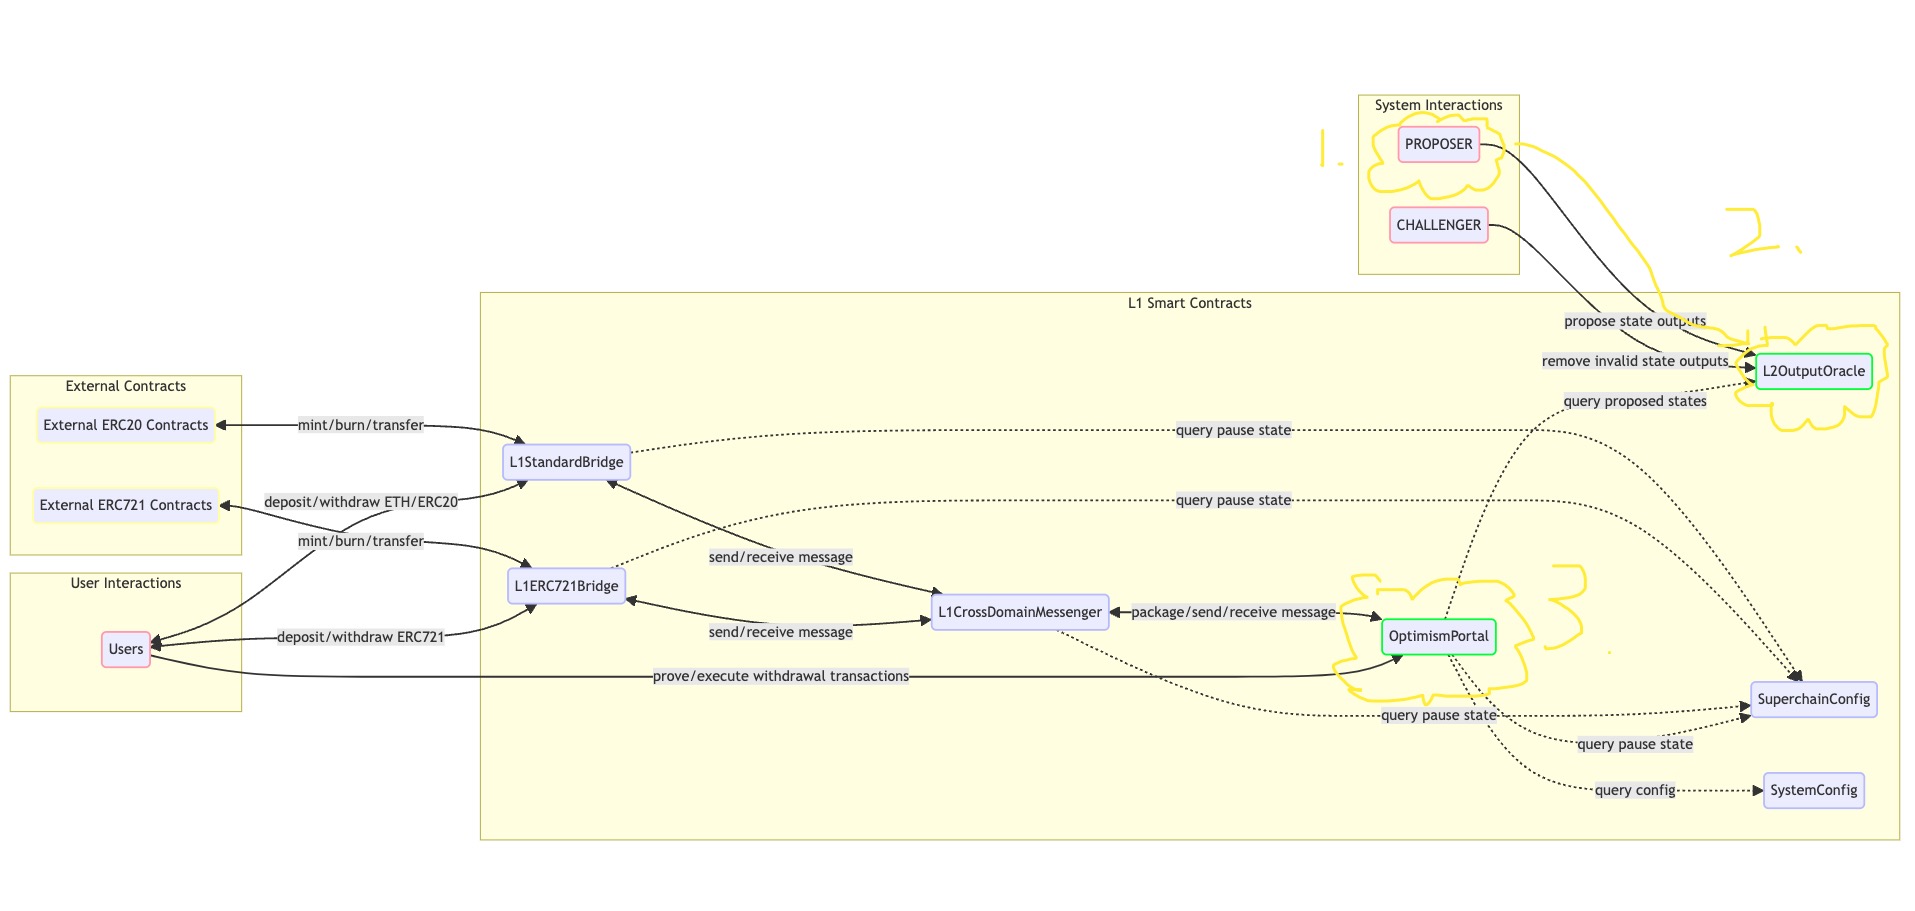 System Interactions
1.
PROPOSER
2.
CHALLENGER
L1 Smart Contracts
propose state outputs
remove invalid state outputs
L2OutputOracle
query proposed states
External Contracts
External ERC20 Contracts
mint/burn/transfer
query pause state
L1StandardBridge
External ERC721 Contracts
deposit/withdraw ETH/ERC20
query pause state
mint/burn/transfer
send/receive message
User Interactions
L1ERC721Bridge
3.
L1CrossDomainMessenger
package/send/receive message
OptimismPortal
send/receive message
Users
deposit/withdraw ERC721
prove/execute withdrawal transactions
SuperchainConfig
query pause state
query pause state
query config
SystemConfig